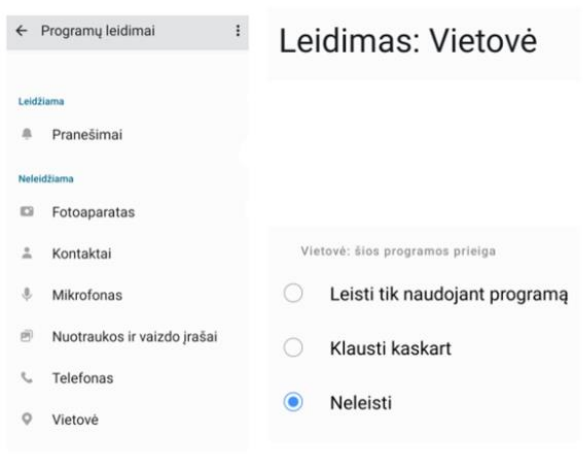 Programų leidimai
Leidžiama
Pranešimai
Neleidžiama
Fotoaparatas
Kontaktai
Mikrofonas
Nuotraukos ir vaizdo įrašai
Telefonas
Vietovė
Leidimas: Vietovė
Vietovė: šios programos prieiga
Leisti tik naudojant programą
Klausti kaskart
Neleisti